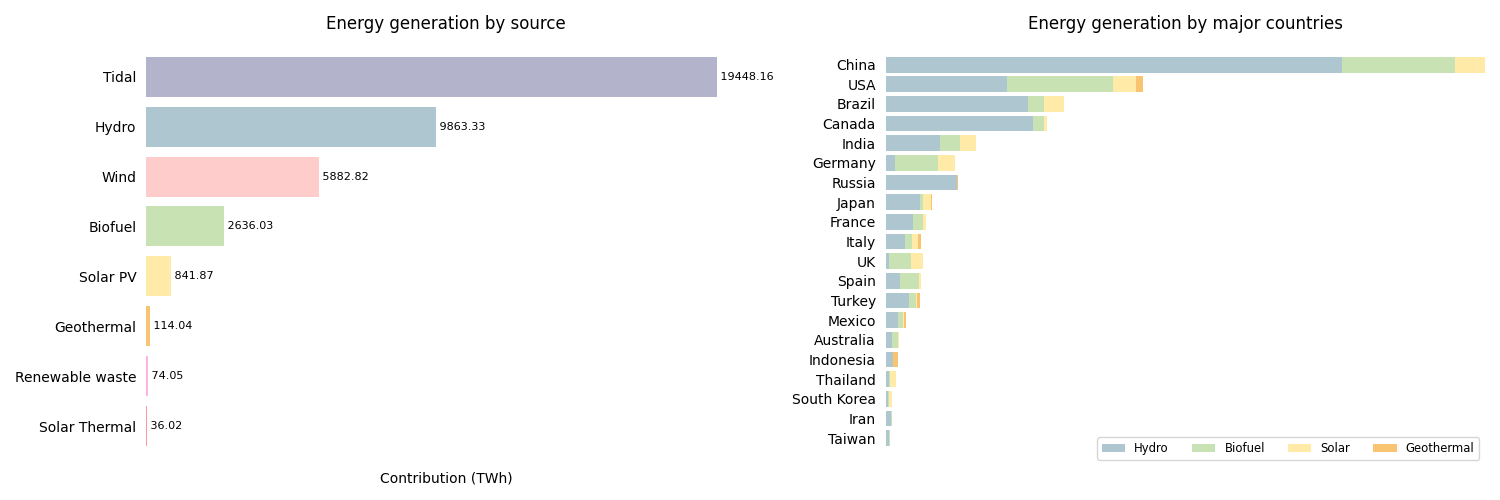 Energy generation by source
Tidal 19448.16
Hydro 9863.33
Wind 5882.82
Biofuel 2636.03
Solar PV 841.87
Geothermal 114.04
Renewable waste 74.05
Solar Thermal 36.02
Contribution (TWh)
Energy generation by major countries
China
USA
Brazil
Canada
India
Germany
Russia
Japan
France
Italy
UK
Spain
Turkey
Mexico
Australia
Indonesia
Thailand
South Korea
Iran
Taiwan
Hydro Biofuel Solar Geothermal